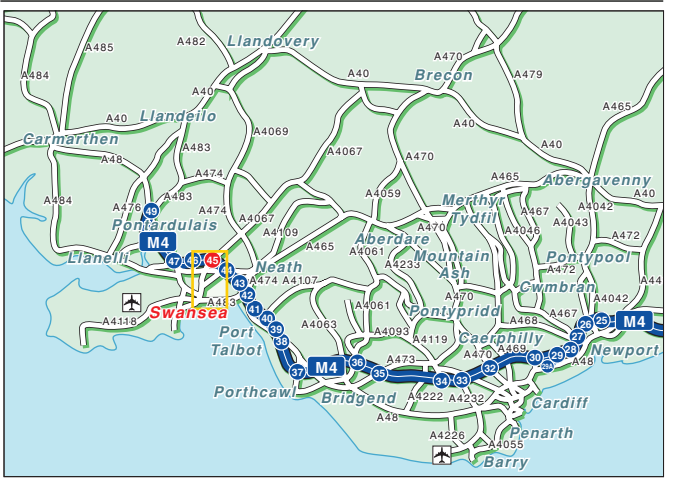 A485
A482
Llandovery
A470
A484
A40
Brecon
A479
A40
A465
A40
Llandeilo
A40
Carmarthen
A4069
A483
A4067
A48
A470
A474
A465
Abergavenny
A484
A483
A4059
A40
A476
49
A474
A4067
Merthyr
Tydfil
A467
A4042
Pontardulais
A4109
A470
A4046
A4043
M4
A465
Aberdare
A472
Llanelli
47
46
45
44
Neath
A4061
A4233
Mountain
Ash
Pontypool
A472
43
A474
A4107
Cwmbran
42
A483
A470
A4042
Swansea
41
A4061
Pontypridd
A467
A4118
40
A4063
A468
26
25
M4
Port
Talbot
39
A4093
A4119
Caerphilly
27
38
A469
28
Newport
37
M4
36
A473
A470
30
29
A48
35
32
29A
Porthcawl
34
33
Bridgend
A4222
A4232
Cardiff
A48
A4226
Penarth
A4055
Barry